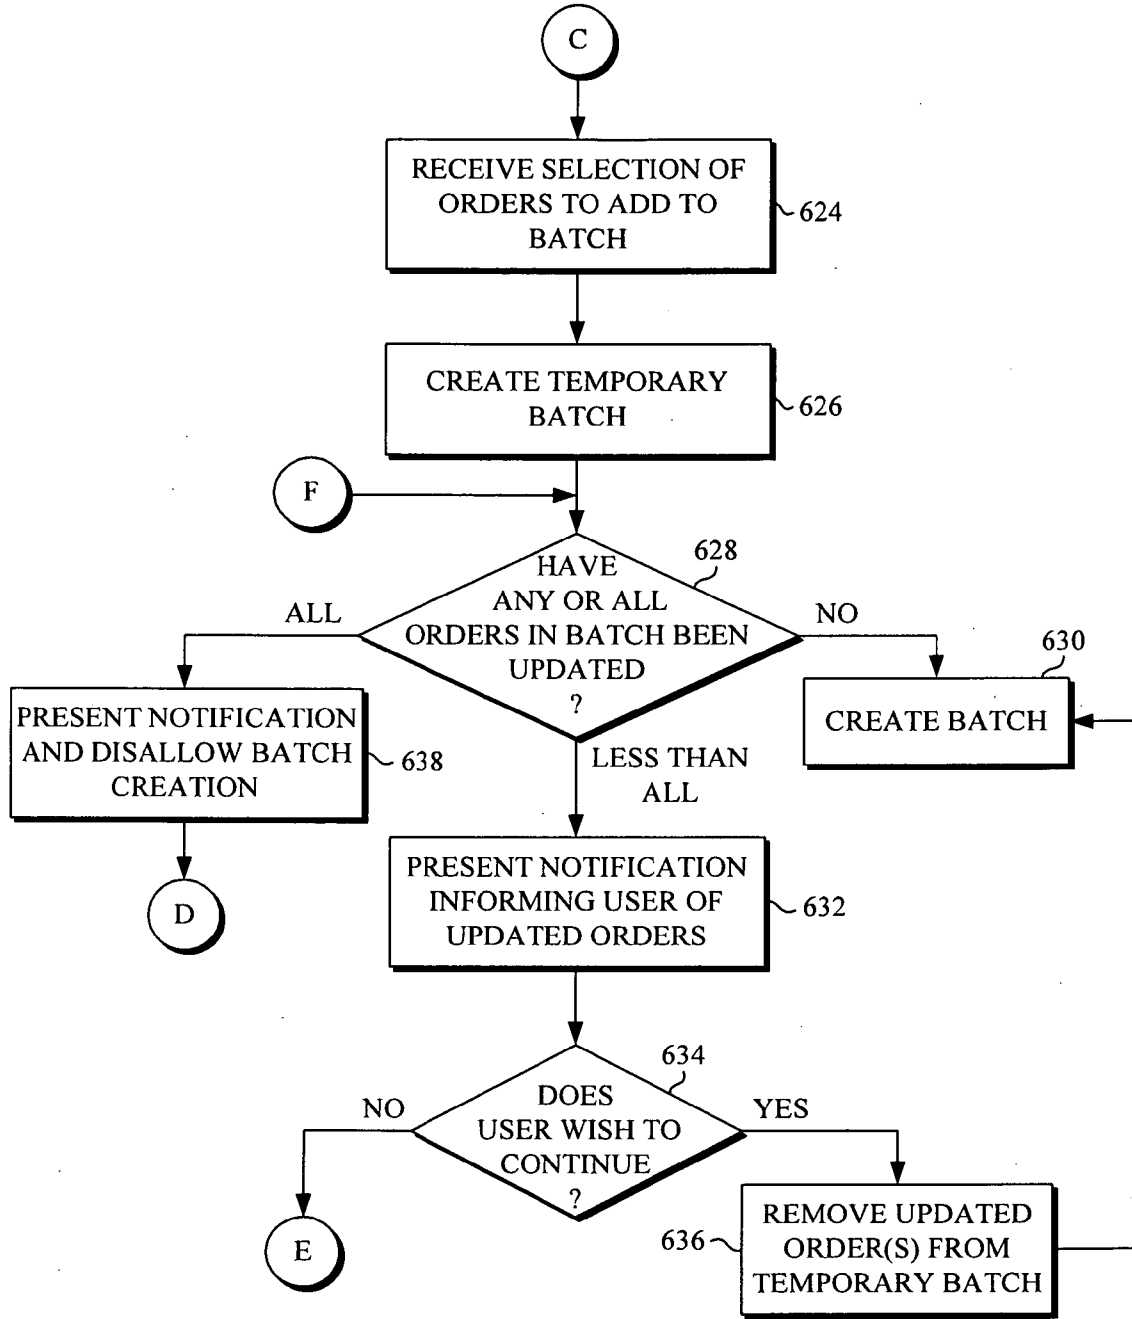 C
RECEIVE SELECTION OF
ORDERS TO ADD TO
BATCH
624
CREATE TEMPORARY
BATCH
626
F
628
HAVE
ANY OR ALL
ORDERS IN BATCH BEEN
UPDATED
?
ALL
NO
630
CREATE BATCH
PRESENT NOTIFICATION
AND DISALLOW BATCH
CREATION
638
LESS THAN
ALL
D
PRESENT NOTIFICATION
INFORMING USER OF
UPDATED ORDERS
632
634
DOES
USER WISH TO
CONTINUE
?
NO
YES
E
REMOVE UPDATED
ORDER(S) FROM
TEMPORARY BATCH
636